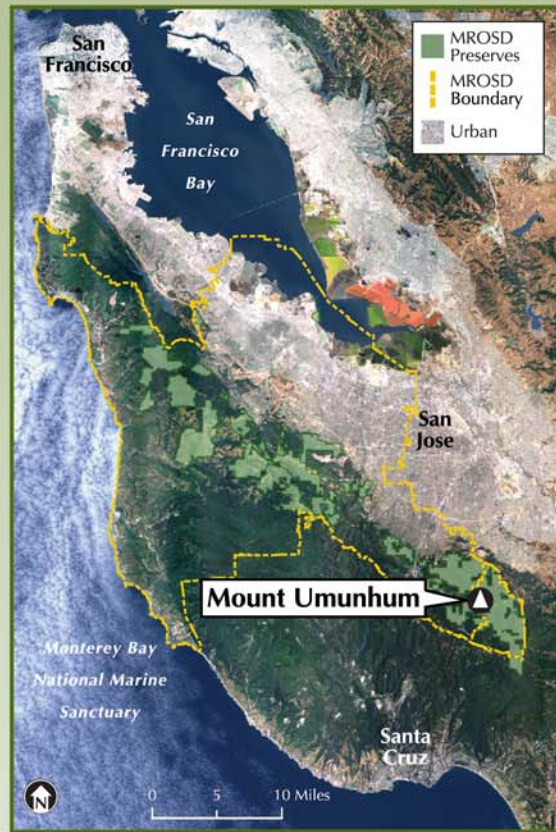 San
Francisco
MROSD
Preserves
MROSD
Boundary
Urban
San
Francisco
Bay
San
Jose
Mount Umunhum
Monterey Bay
National Marine
Sanctuary
Santa
Cruz
N
0 5 10 Miles